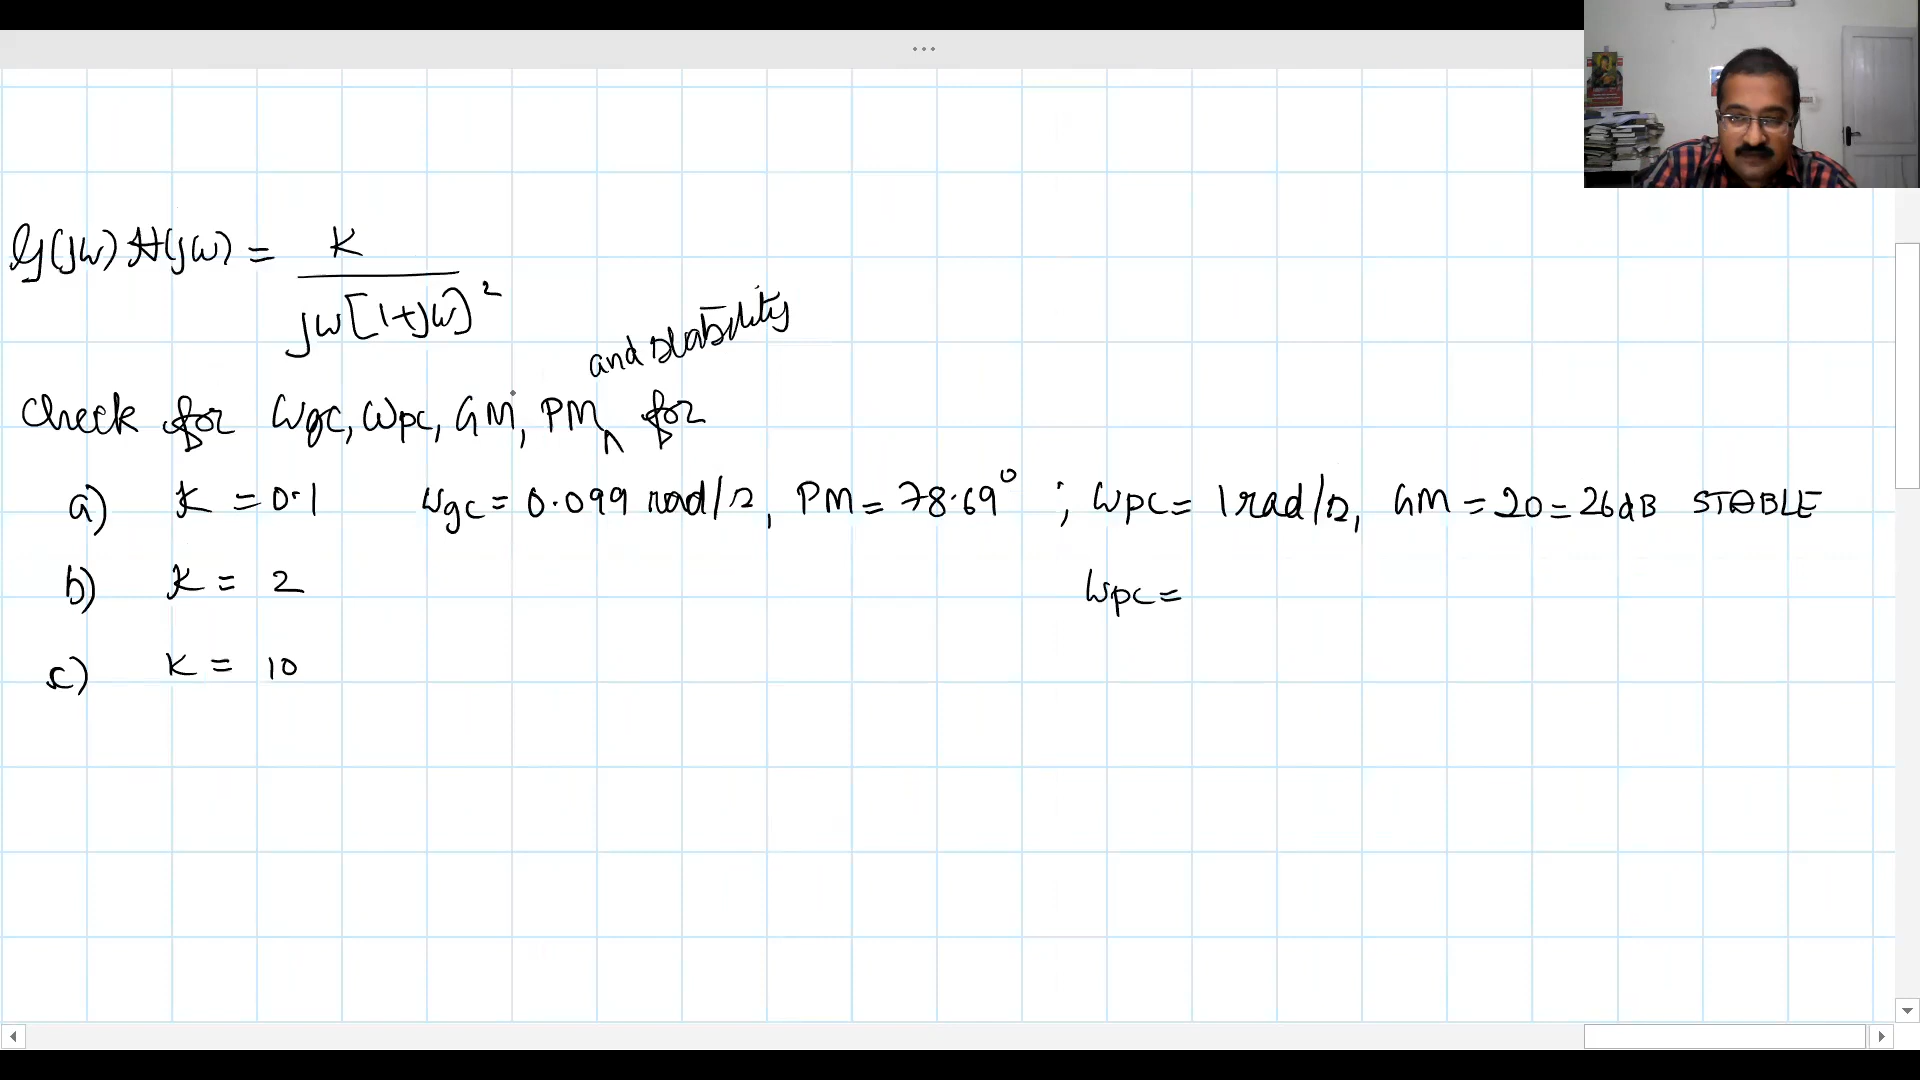 G(jω)H(jω) = K / jω[1+jω]²
and stability
Check for ωgc, ωpc, GM, PM ∧ for
a) K = 0.1 ωgc = 0.099 rad/s, PM = 78.69° ; ωpc = 1 rad/s, GM = 20 = 26dB STABLE
b) K = 2 ωpc =
c) K = 10